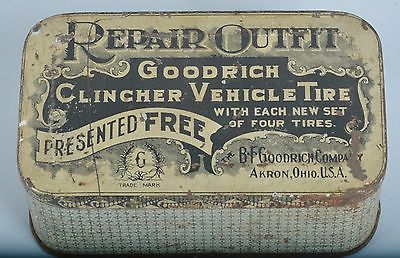 REPAIR OUTFIT
GOODRICH
CLINCHER VEHICLE TIRE
PRESENTED FREE
WITH EACH NEW SET
OF FOUR TIRES.
G
TRADE MARK
THE B.F. GOODRICH COMPANY
AKRON, OHIO. U.S.A.